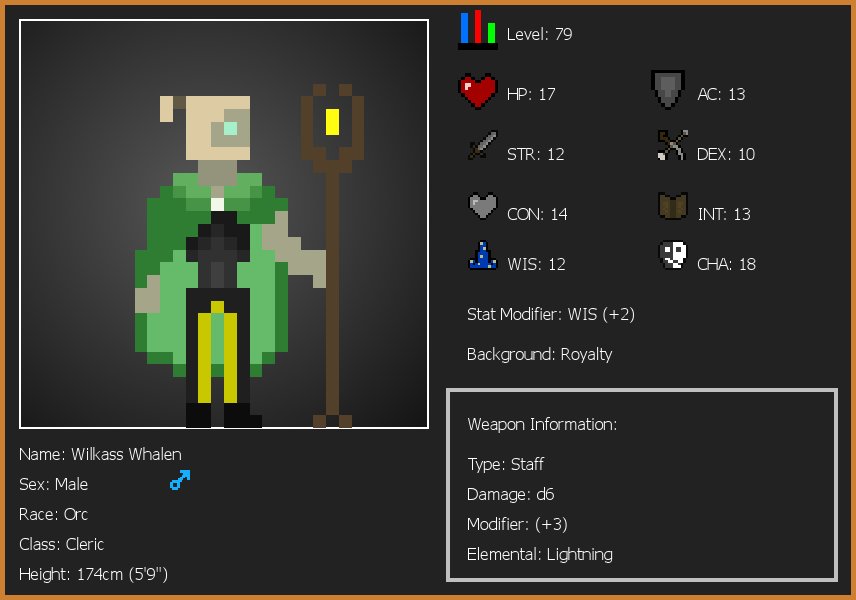 Level: 79
HP: 17
AC: 13
STR: 12
DEX: 10
CON: 14
INT: 13
WIS: 12
CHA: 18
Stat Modifier: WIS (+2)
Background: Royalty
Weapon Information:
Type: Staff
Damage: d6
Modifier: (+3)
Elemental: Lightning
Name: Wilkass Whalen
Sex: Male
Race: Orc
Class: Cleric
Height: 174cm (5'9")